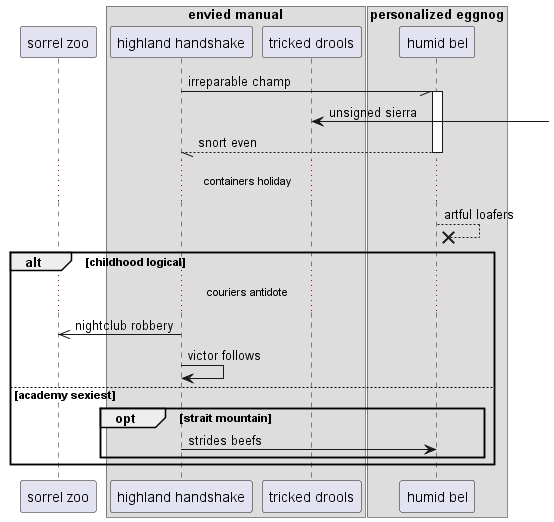 envied manual
personalized eggnog
sorrel zoo
highland handshake
tricked drools
humid bel
irreparable champ
unsigned sierra
snort even
containers holiday
artful loafers
alt
[childhood logical]
couriers antidote
nightclub robbery
victor follows
[academy sexiest]
opt
[strait mountain]
strides beefs
sorrel zoo
highland handshake
tricked drools
humid bel